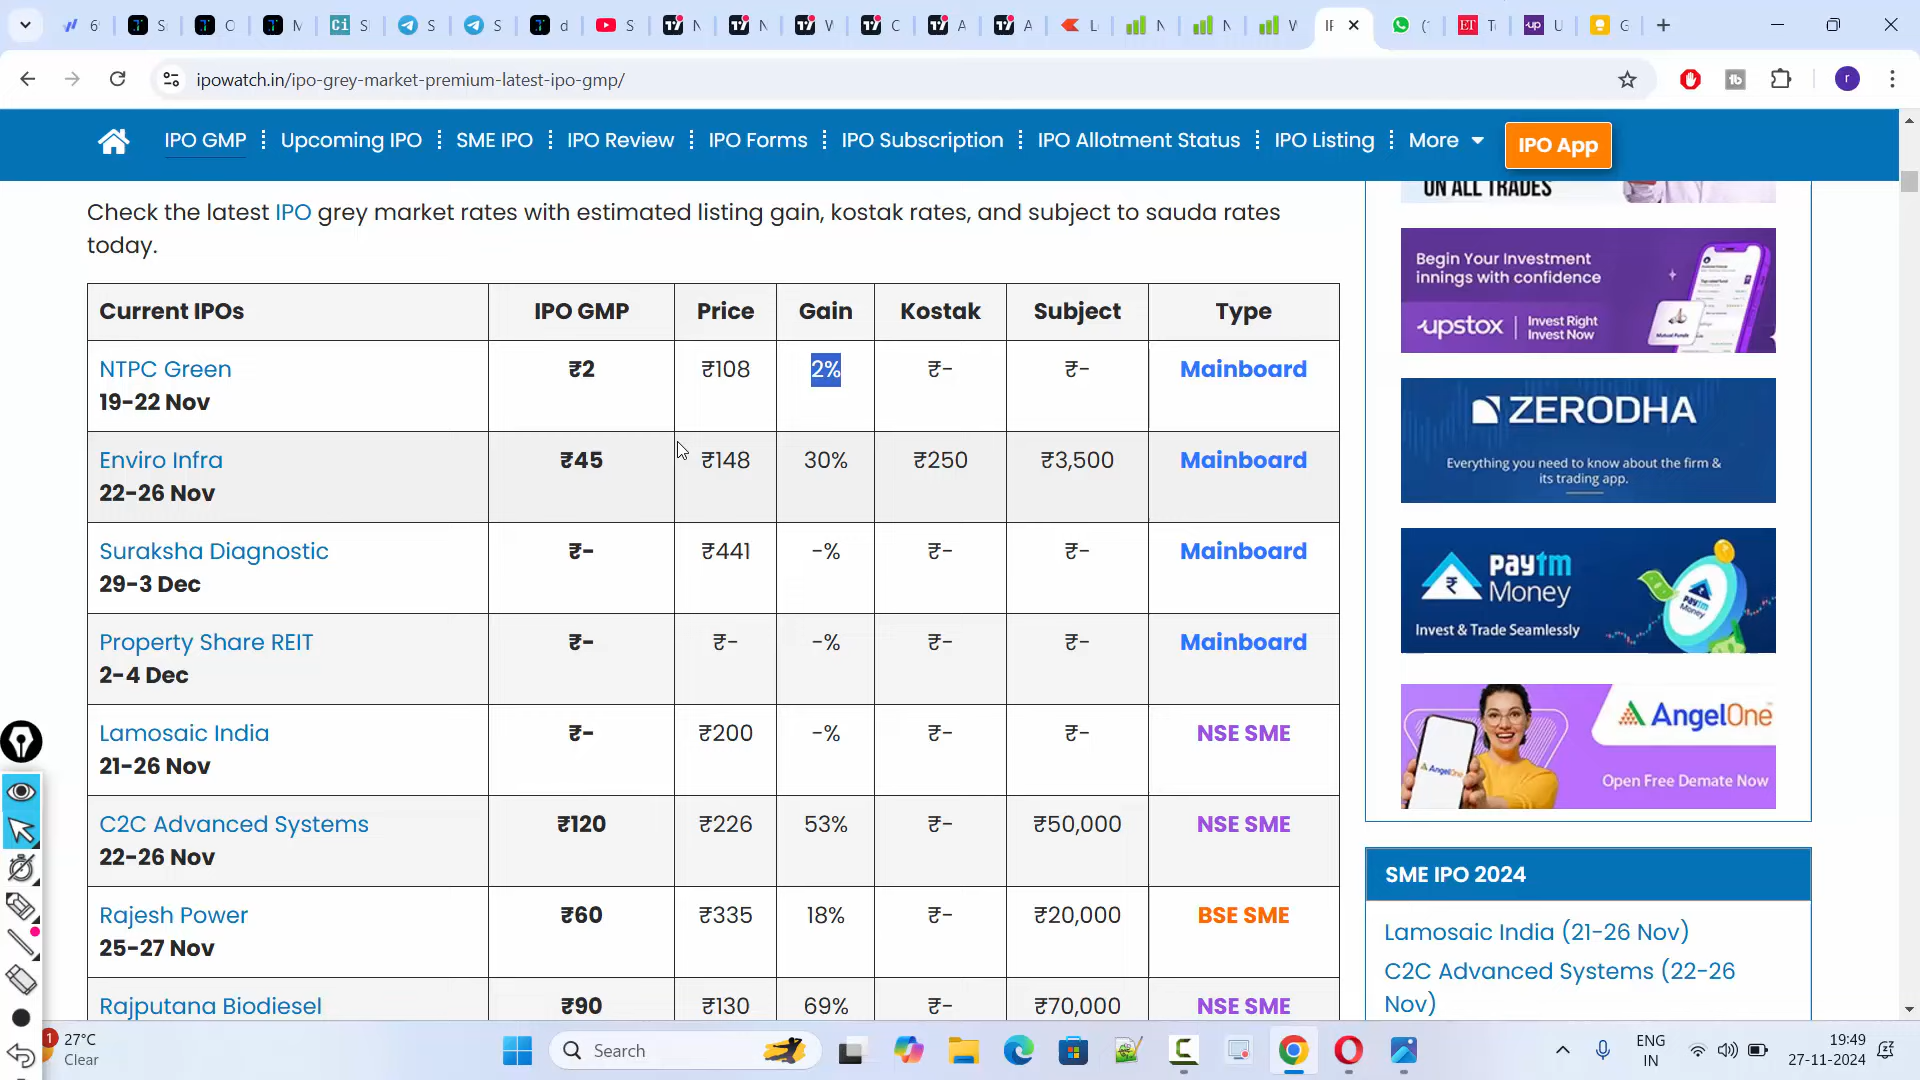 6
S
O
M
Ci
S
S
S
d
S
N
N
V
C
A
A
L
N
N
V
IF
(
ET
T
up
U
G
ipowatch.in/ipo-grey-market-premium-latest-ipo-gmp/
r
IPO GMP Upcoming IPO SME IPO IPO Review IPO Forms IPO Subscription IPO Allotment Status IPO Listing More IPO App
Check the latest IPO grey market rates with estimated listing gain, kostak rates, and subject to sauda rates
today.
Current IPOs IPO GMP Price Gain Kostak Subject Type
NTPC Green ₹2 ₹108 2% ₹- ₹- Mainboard
19-22 Nov
Enviro Infra ₹45 ₹148 30% ₹250 ₹3,500 Mainboard
22-26 Nov
Suraksha Diagnostic ₹- ₹441 -% ₹- ₹- Mainboard
29-3 Dec
Property Share REIT ₹- ₹- -% ₹- ₹- Mainboard
2-4 Dec
Lamosaic India ₹- ₹200 -% ₹- ₹- NSE SME
21-26 Nov
C2C Advanced Systems ₹120 ₹226 53% ₹- ₹50,000 NSE SME
22-26 Nov
Rajesh Power ₹60 ₹335 18% ₹- ₹20,000 BSE SME
25-27 Nov
Rajputana Biodiesel ₹90 ₹130 69% ₹- ₹70,000 NSE SME
ON ALL TRADES
Begin Your Investment
innings with confidence
upstox Invest Right
Invest Now
Mutual Funds
ZERODHA
Everything you need to know about the firm &
its trading app.
paytm
Money
Invest & Trade Seamlessly
AngelOne
AngelOne
Open Free Demate Now
SME IPO 2024
Lamosaic India (21-26 Nov)
C2C Advanced Systems (22-26
Nov)
1
27°C
Clear
Search
ENG
IN
19:49
27-11-2024